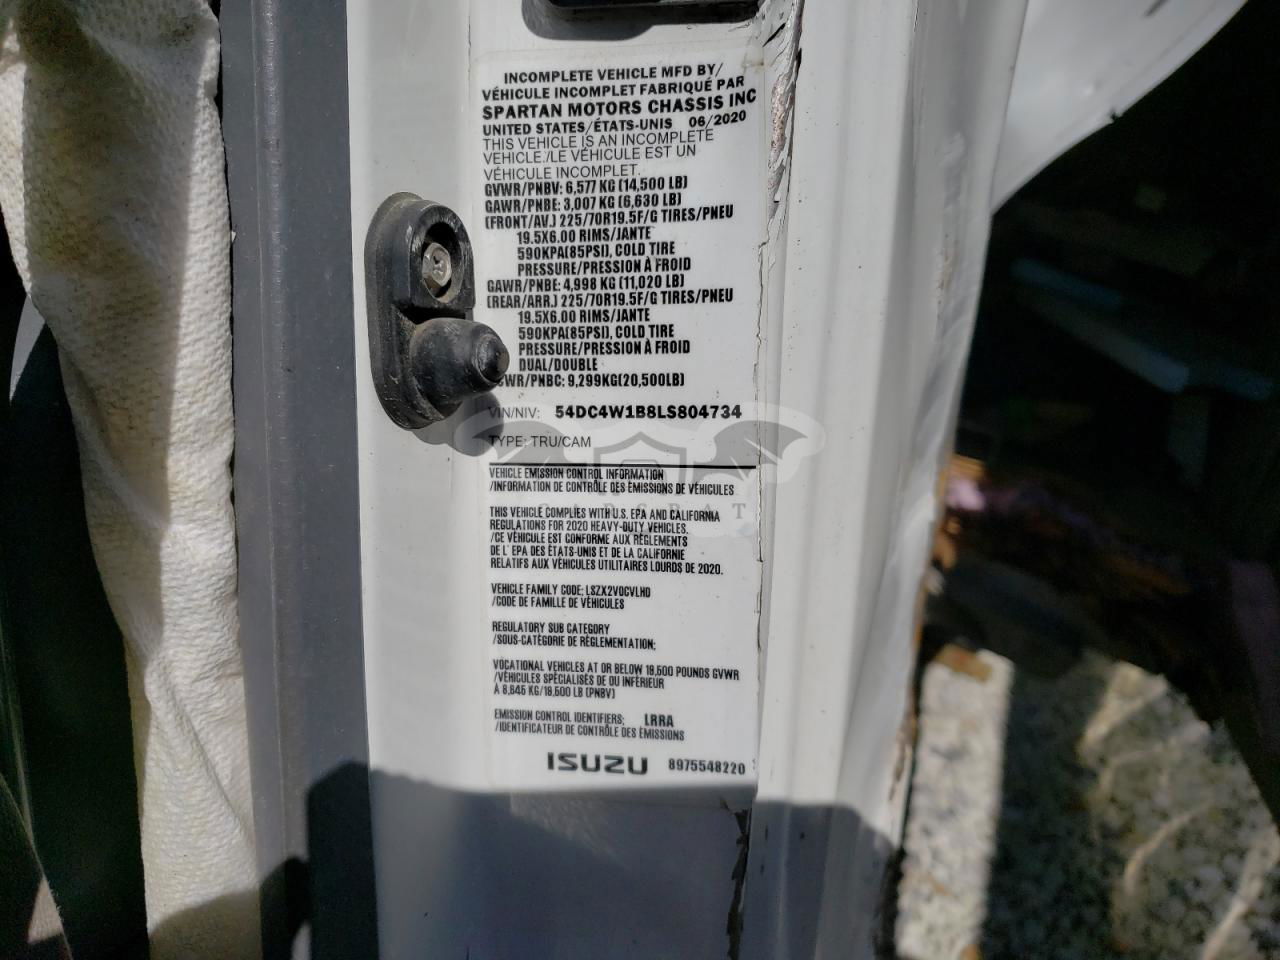 INCOMPLETE VEHICLE MFD BY/
VÉHICULE INCOMPLET FABRIQUÉ PAR
SPARTAN MOTORS CHASSIS INC
UNITED STATES/ÉTATS-UNIS 06/2020
THIS VEHICLE IS AN INCOMPLETE
VEHICLE./LE VÉHICULE EST UN
VÉHICULE INCOMPLET.
GVWR/PNBV: 6,577 KG (14,500 LB)
GAWR/PNBE: 3,007 KG (6,630 LB)
(FRONT/AV.) 225/70R19.5F/G TIRES/PNEU
19.5X6.00 RIMS/JANTE
590KPA(85PSI), COLD TIRE
PRESSURE/PRESSION À FROID
GAWR/PNBE: 4,998 KG (11,020 LB)
(REAR/ARR.) 225/70R19.5F/G TIRES/PNEU
19.5X6.00 RIMS/JANTE
590KPA(85PSI), COLD TIRE
PRESSURE/PRESSION À FROID
DUAL/DOUBLE
CWR/PNBC: 9,299KG(20,500LB)
VIN/NIV: 54DC4W1B8LS804734
TYPE: TRU/CAM
VEHICLE EMISSION CONTROL INFORMATION
/INFORMATION DE CONTRÔLE DES ÉMISSIONS DE VÉHICULES
THIS VEHICLE COMPLIES WITH U.S. EPA AND CALIFORNIA
REGULATIONS FOR 2020 HEAVY-DUTY VEHICLES.
/CE VÉHICULE EST CONFORME AUX RÈGLEMENTS
DE L' EPA DES ÉTATS-UNIS ET DE LA CALIFORNIE
RELATIFS AUX VÉHICULES UTILITAIRES LOURDS DE 2020.
VEHICLE FAMILY CODE: LSZX2VOCVLHD
/CODE DE FAMILLE DE VÉHICULES
REGULATORY SUB CATEGORY
/SOUS-CATÉGORIE DE RÈGLEMENTATION:
VOCATIONAL VEHICLES AT OR BELOW 19,500 POUNDS GVWR
/VÉHICULES SPÉCIALISÉS DE OU INFÉRIEUR
À 8,845 KG/19,500 LB (PNBV)
EMISSION CONTROL IDENTIFIERS: LRRA
/IDENTIFICATEUR DE CONTRÔLE DES ÉMISSIONS
ISUZU 8975548220